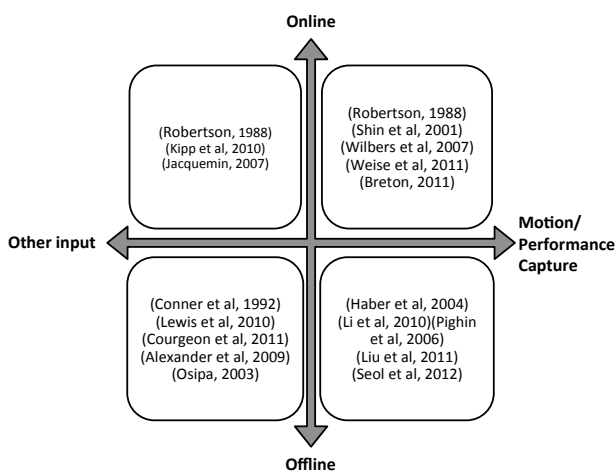 Online
(Robertson, 1988)
(Kipp et al, 2010)
(Jacquemin, 2007)
(Robertson, 1988)
(Shin et al, 2001)
(Wilbers et al, 2007)
(Weise et al, 2011)
(Breton, 2011)
Other input
Motion/
Performance
Capture
(Conner et al, 1992)
(Lewis et al, 2010)
(Courgeon et al, 2011)
(Alexander et al, 2009)
(Osipa, 2003)
(Haber et al, 2004)
(Li et al, 2010)(Pighin
et al, 2006)
(Liu et al, 2011)
(Seol et al, 2012)
Offline